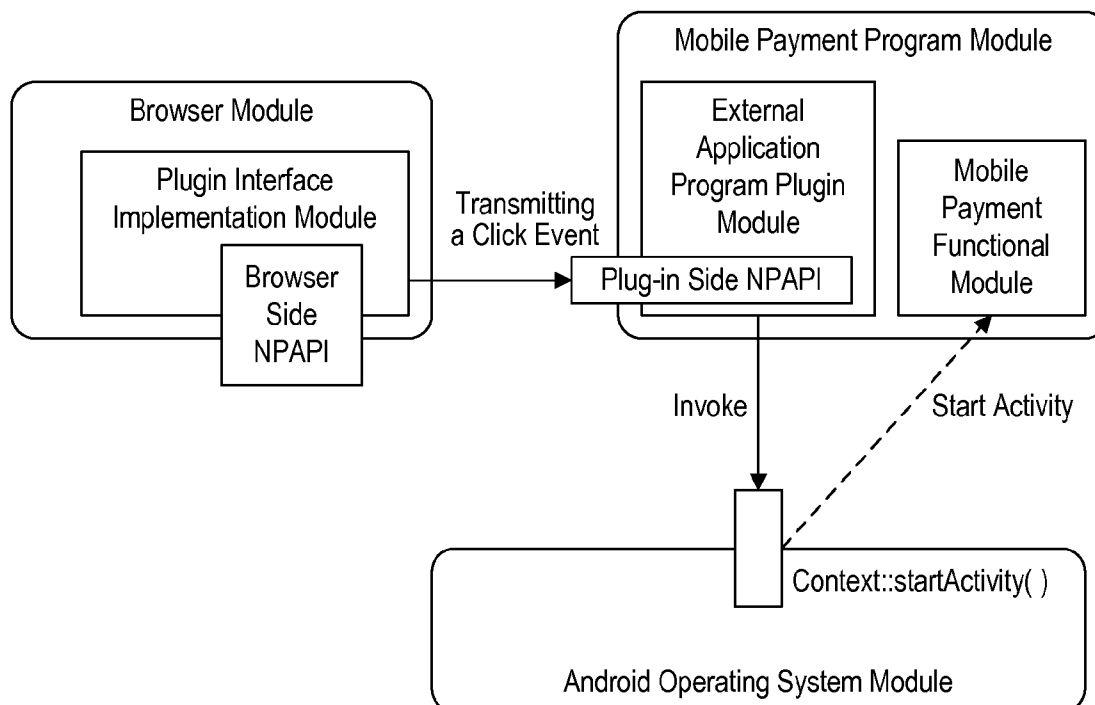 Mobile Payment Program Module
Browser Module
External
Application
Program Plugin
Module
Plugin Interface
Implementation Module
Mobile
Payment
Functional
Module
Transmitting
a Click Event
Browser
Side
NPAPI
Plug-in Side NPAPI
Invoke
Start Activity
Context::startActivity( )
Android Operating System Module